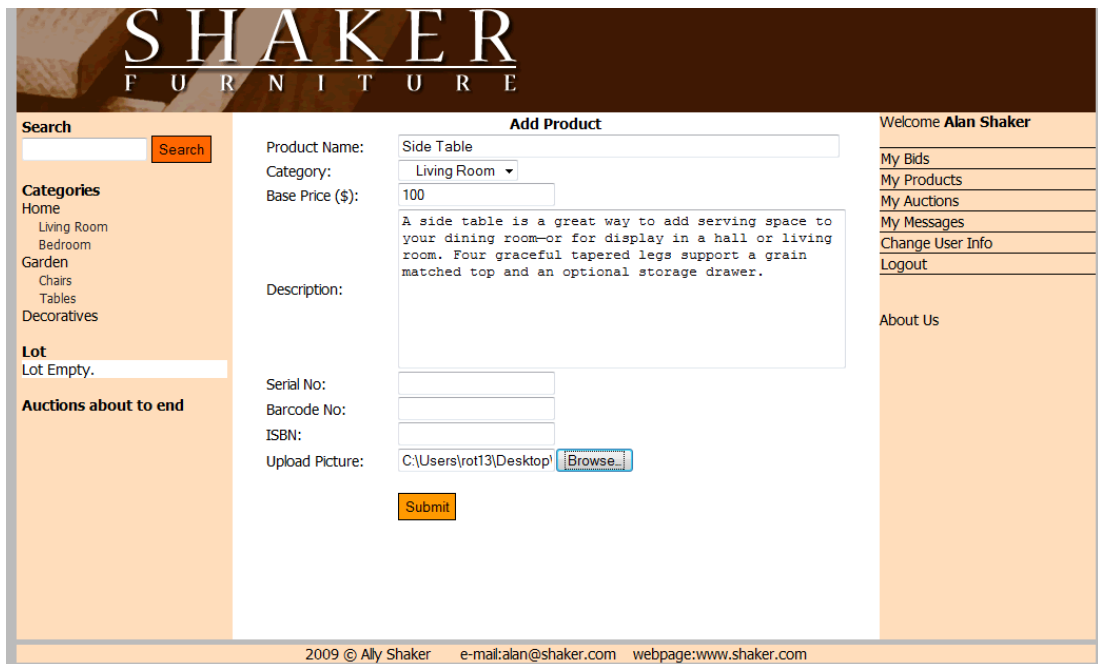 SHAKER
FURNITURE
Search
Search
Categories
Home
Living Room
Bedroom
Garden
Chairs
Tables
Decoratives
Lot
Lot Empty.
Auctions about to end
Add Product
Product Name: Side Table
Category: Living Room
Base Price ($): 100
Description:
A side table is a great way to add serving space to
your dining room—or for display in a hall or living
room. Four graceful tapered legs support a grain
matched top and an optional storage drawer.
Serial No:
Barcode No:
ISBN:
Upload Picture: C:\Users\rot13\Desktop\ Browse...
Submit
Welcome Alan Shaker
My Bids
My Products
My Auctions
My Messages
Change User Info
Logout
About Us
2009 © Ally Shaker e-mail:alan@shaker.com webpage:www.shaker.com